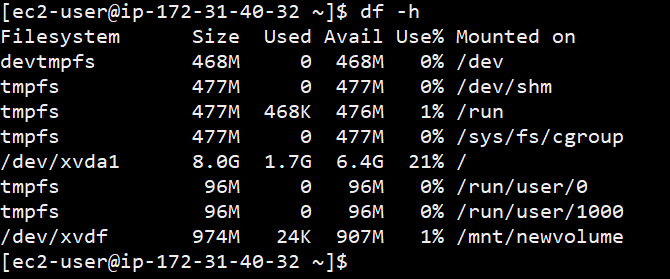 [ec2-user@ip-172-31-40-32 ~]$ df -h
Filesystem      Size  Used Avail Use% Mounted on
devtmpfs        468M     0  468M   0% /dev
tmpfs           477M     0  477M   0% /dev/shm
tmpfs           477M  468K  476M   1% /run
tmpfs           477M     0  477M   0% /sys/fs/cgroup
/dev/xvda1      8.0G  1.7G  6.4G  21% /
tmpfs            96M     0   96M   0% /run/user/0
tmpfs            96M     0   96M   0% /run/user/1000
/dev/xvdf       974M   24K  907M   1% /mnt/newvolume
[ec2-user@ip-172-31-40-32 ~]$